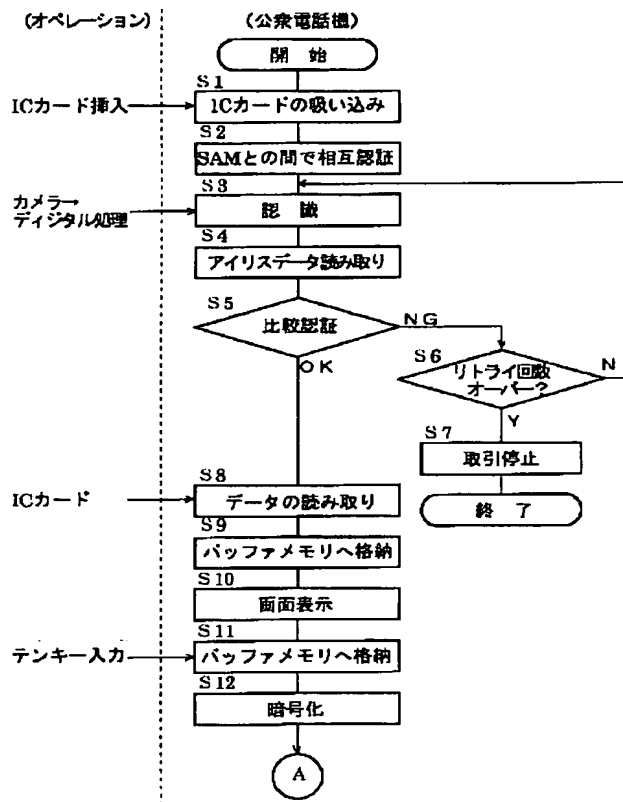 (オペレーション)
(公衆電話機)
開 始
S1
ICカード挿入
ICカードの吸い込み
S2
SAMとの間で相互認証
S3
カメラ→
ディジタル処理
認 識
S4
アイリスデータ読み取り
S5
比較認証
NG
OK
S6
リトライ回数
オーバー?
N
Y
S7
取引停止
終 了
S8
ICカード
データの読み取り
S9
バッファメモリへ格納
S10
画面表示
S11
テンキー入力
バッファメモリへ格納
S12
暗号化
A